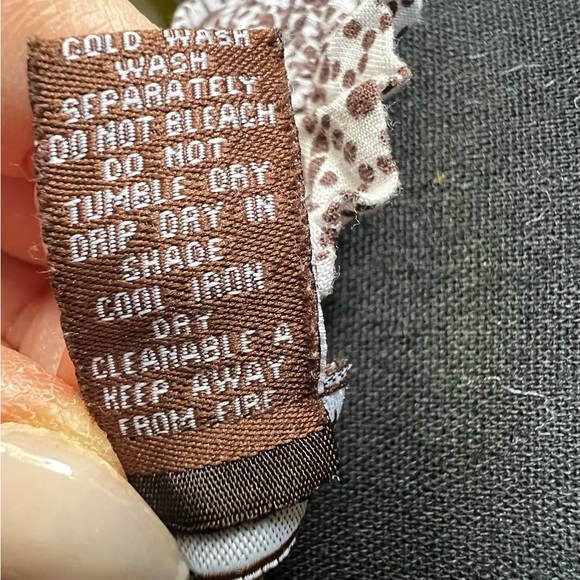 COLD WASH
WASH
SEPARATELY
DO NOT BLEACH
DO NOT
TUMBLE DRY
DRIP DRY IN
SHADE
COOL IRON
DRY
CLEANABLE A
KEEP AWAY
FROM FIRE